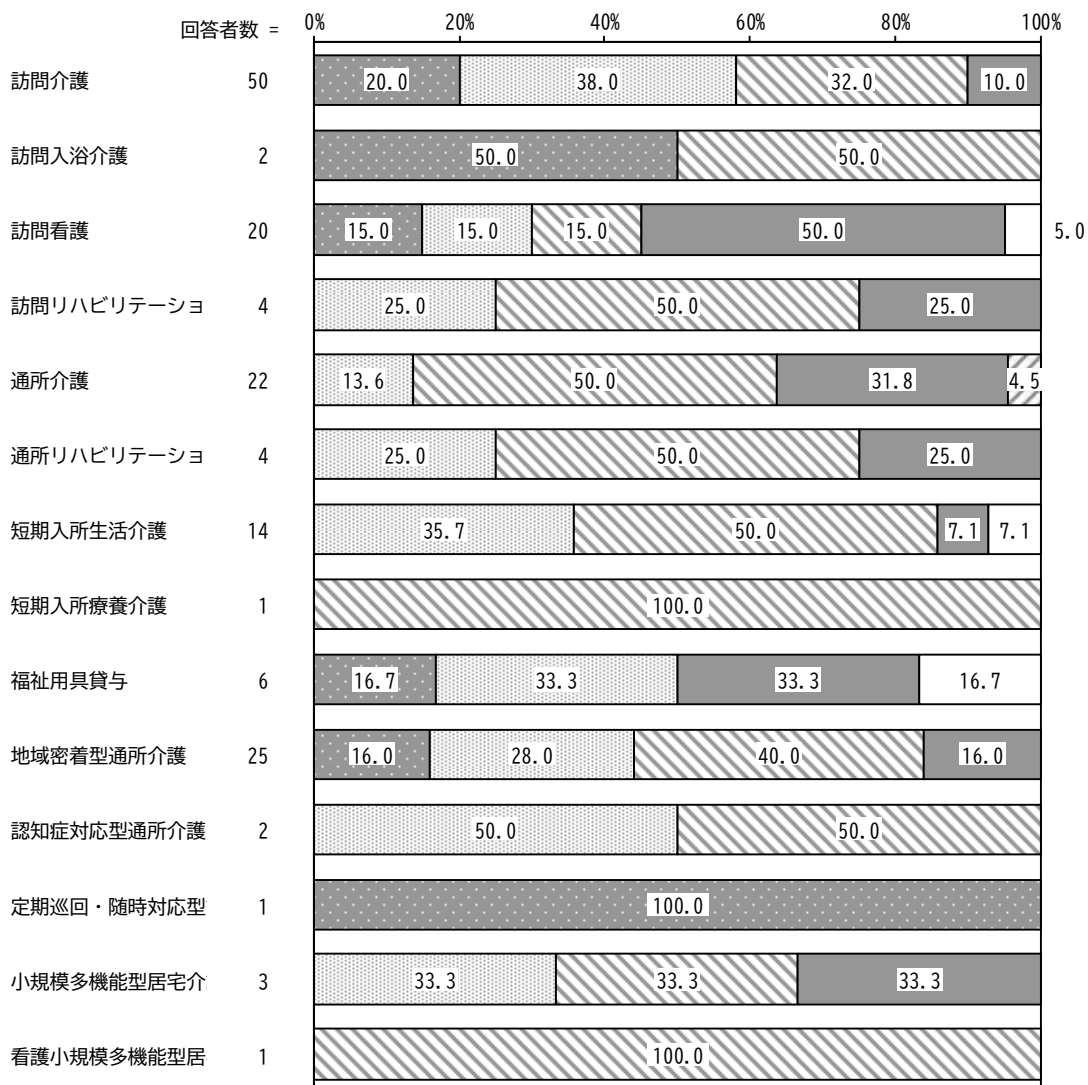 回答者数 = 0% 20% 40% 60% 80% 100%
訪問介護 50 20.0 38.0 32.0 10.0
訪問入浴介護 2 50.0 50.0
訪問看護 20 15.0 15.0 15.0 50.0 5.0
訪問リハビリテーショ 4 25.0 50.0 25.0
通所介護 22 13.6 50.0 31.8 4.5
通所リハビリテーショ 4 25.0 50.0 25.0
短期入所生活介護 14 35.7 50.0 7.1 7.1
短期入所療養介護 1 100.0
福祉用具貸与 6 16.7 33.3 33.3 16.7
地域密着型通所介護 25 16.0 28.0 40.0 16.0
認知症対応型通所介護 2 50.0 50.0
定期巡回・随時対応型 1 100.0
小規模多機能型居宅介 3 33.3 33.3 33.3
看護小規模多機能型居 1 100.0